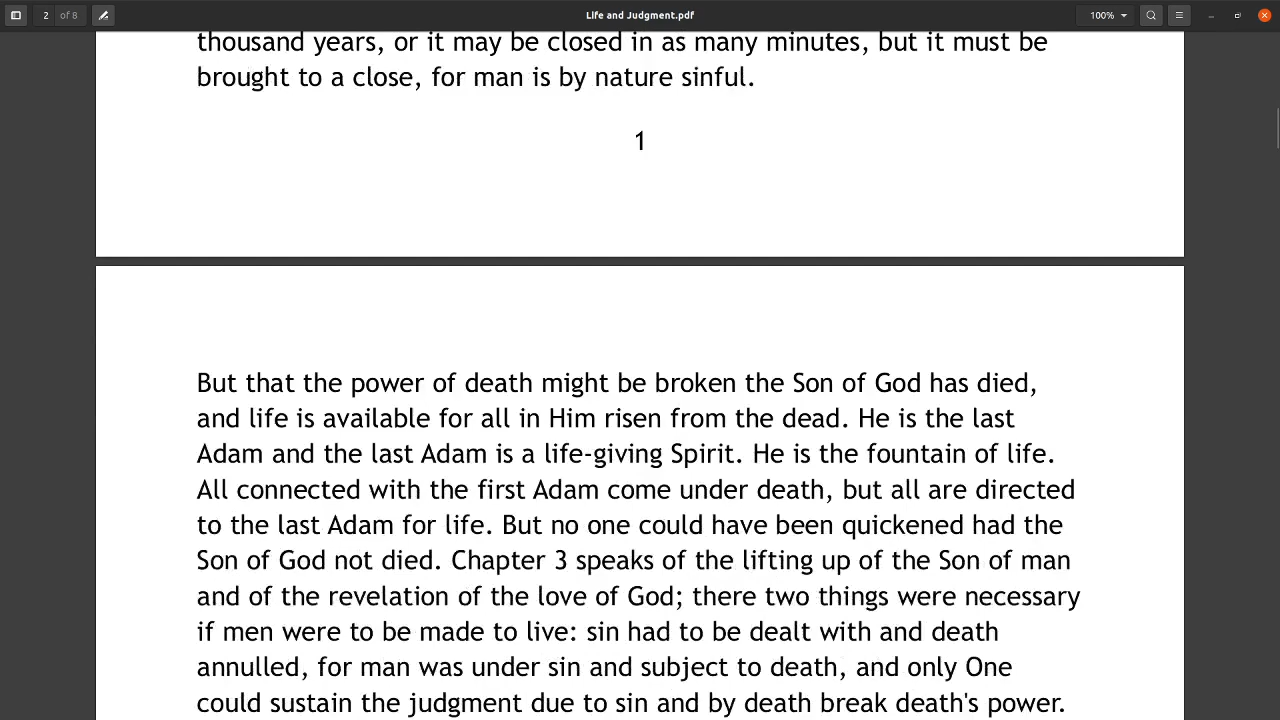 2 of 8
Life and Judgment.pdf
100%
thousand years, or it may be closed in as many minutes, but it must be
brought to a close, for man is by nature sinful.
1
But that the power of death might be broken the Son of God has died,
and life is available for all in Him risen from the dead. He is the last
Adam and the last Adam is a life-giving Spirit. He is the fountain of life.
All connected with the first Adam come under death, but all are directed
to the last Adam for life. But no one could have been quickened had the
Son of God not died. Chapter 3 speaks of the lifting up of the Son of man
and of the revelation of the love of God; there two things were necessary
if men were to be made to live: sin had to be dealt with and death
annulled, for man was under sin and subject to death, and only One
could sustain the judgment due to sin and by death break death's power.